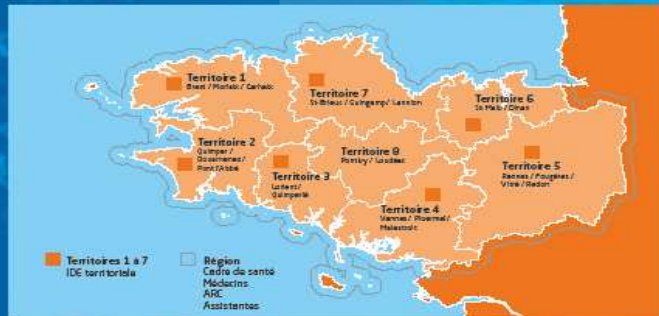 Territoire 1
Brest / Morlaix / Carhaix
Territoire 7
St-Brieuc / Guingamp / Lannion
Territoire 6
St Malo / Dinan
Territoire 2
Quimper /
Douarnenez /
Pont l'Abbé
Territoire 3
Lorient /
Quimperlé
Territoire 8
Pontivy / Loudéac
Territoire 5
Rennes / Fougères /
Vitré / Redon
Territoire 4
Vannes / Ploermel /
Malestroit
Territoires 1 à 7
IDE territoriale
Région
Cadre de santé
Médecins
ARC
Assistantes